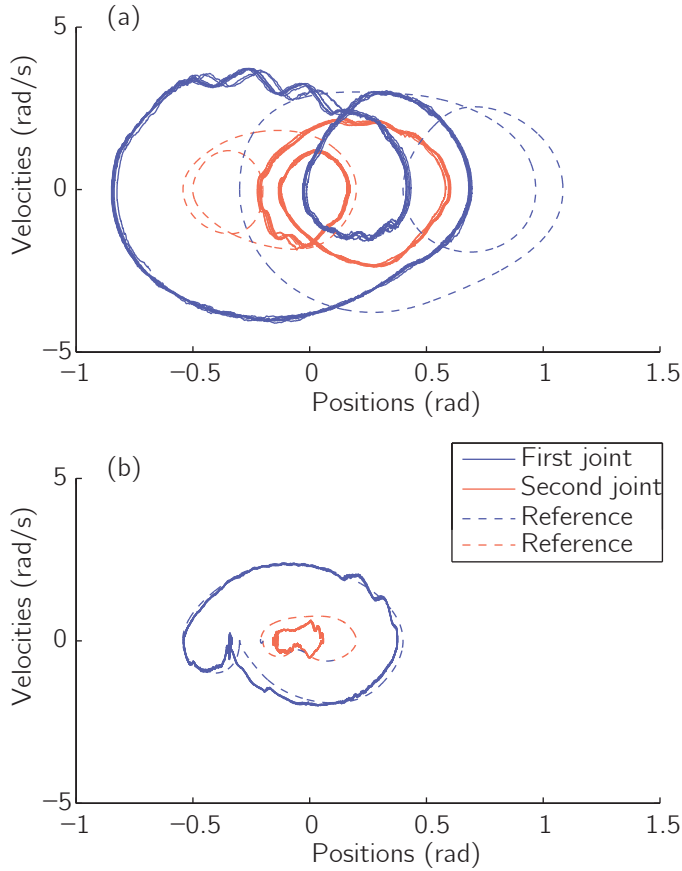 (a)
5
0
−5
Velocities (rad/s)
−1 −0.5 0 0.5 1 1.5
Positions (rad)
(b)
First joint
Second joint
Reference
Reference
5
0
−5
Velocities (rad/s)
−1 −0.5 0 0.5 1 1.5
Positions (rad)